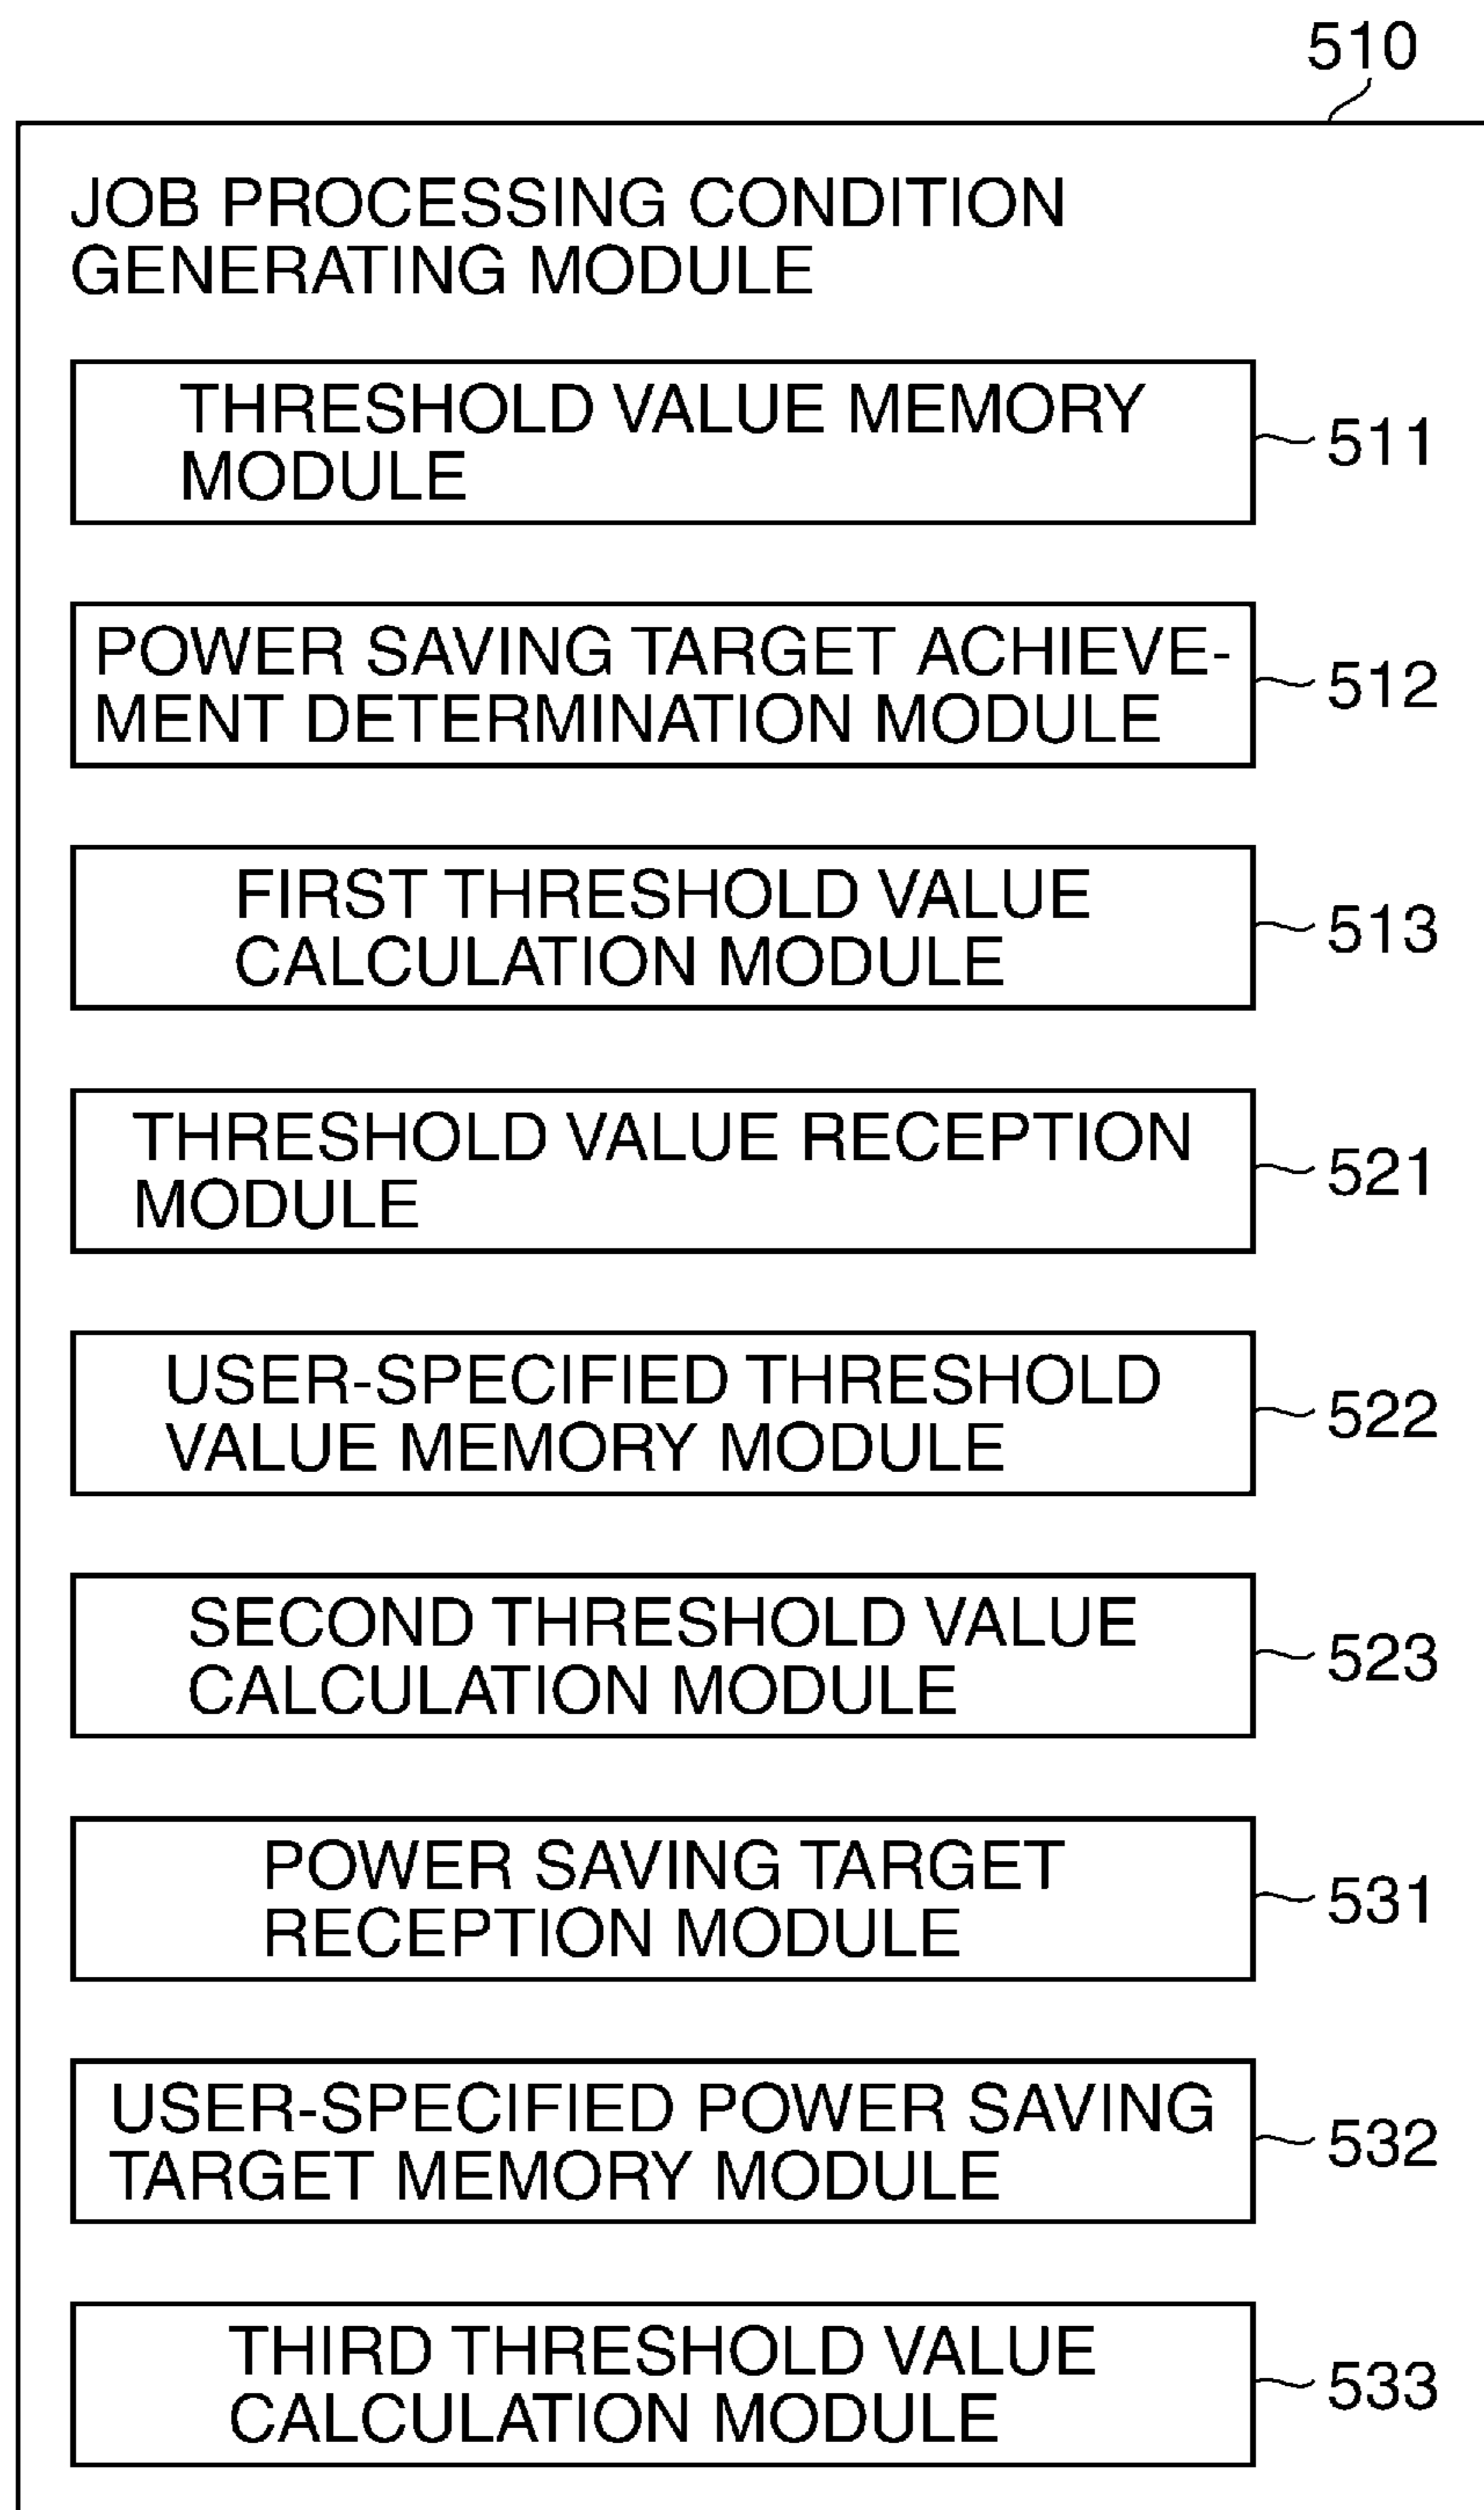 510
JOB PROCESSING CONDITION
GENERATING MODULE
THRESHOLD VALUE MEMORY
MODULE
511
POWER SAVING TARGET ACHIEVE-
MENT DETERMINATION MODULE
512
FIRST THRESHOLD VALUE
CALCULATION MODULE
513
THRESHOLD VALUE RECEPTION
MODULE
521
USER-SPECIFIED THRESHOLD
VALUE MEMORY MODULE
522
SECOND THRESHOLD VALUE
CALCULATION MODULE
523
POWER SAVING TARGET
RECEPTION MODULE
531
USER-SPECIFIED POWER SAVING
TARGET MEMORY MODULE
532
THIRD THRESHOLD VALUE
CALCULATION MODULE
533